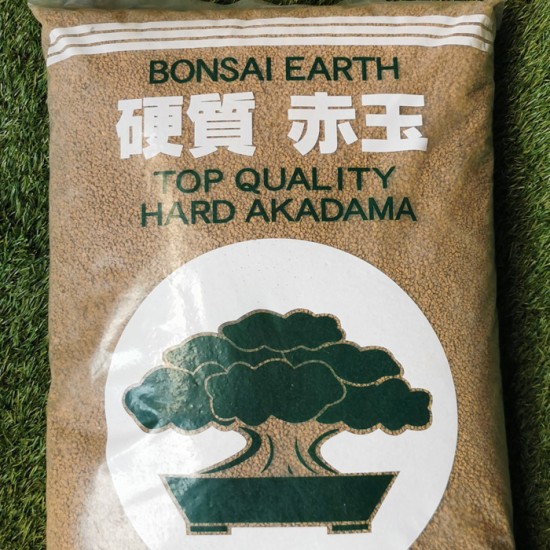 BONSAI EARTH
硬質 赤玉
TOP QUALITY
HARD AKADAMA